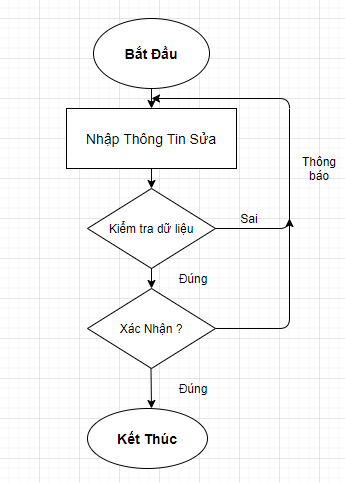 Bắt Đầu
Nhập Thông Tin Sửa
Thông
báo
Kiểm tra dữ liệu
Sai
Đúng
Xác Nhận ?
Đúng
Kết Thúc